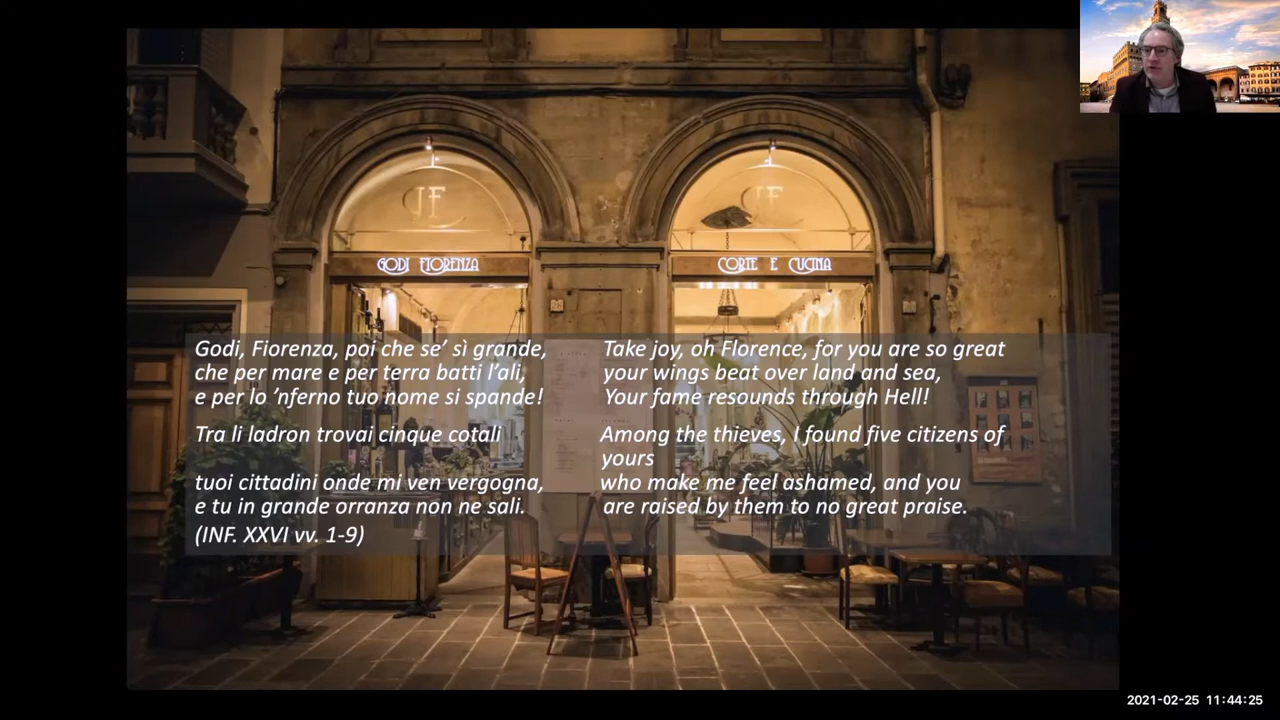 JF
JF
GODI FIORENZA
CORTE E CUCINA
Godi, Fiorenza, poi che se’ sì grande,
che per mare e per terra batti l’ali,
e per lo ’nferno tuo nome si spande!
Tra li ladron trovai cinque cotali
tuoi cittadini onde mi ven vergogna,
e tu in grande orranza non ne sali.
(INF. XXVI vv. 1-9)
Take joy, oh Florence, for you are so great
your wings beat over land and sea,
Your fame resounds through Hell!
Among the thieves, I found five citizens of
yours
who make me feel ashamed, and you
are raised by them to no great praise.
2021-02-25 11:44:25